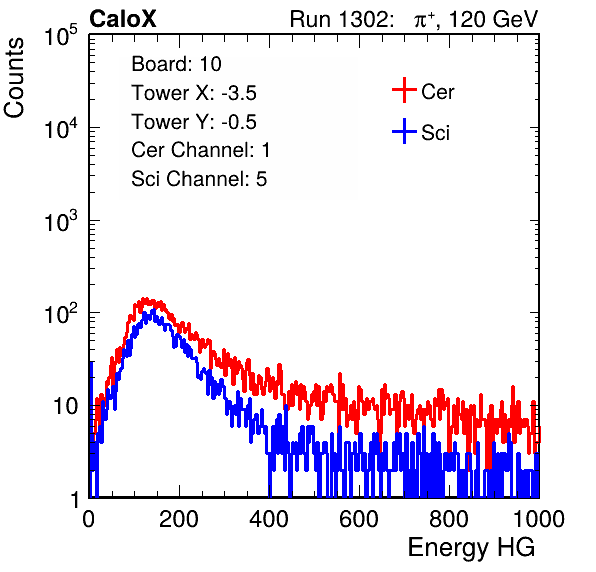 CaloX Run 1302: π⁺, 120 GeV
Counts
10⁵
10⁴
10³
10²
10
1
Board: 10
Tower X: -3.5
Tower Y: -0.5
Cer Channel: 1
Sci Channel: 5
Cer
Sci
0 200 400 600 800 1000
Energy HG